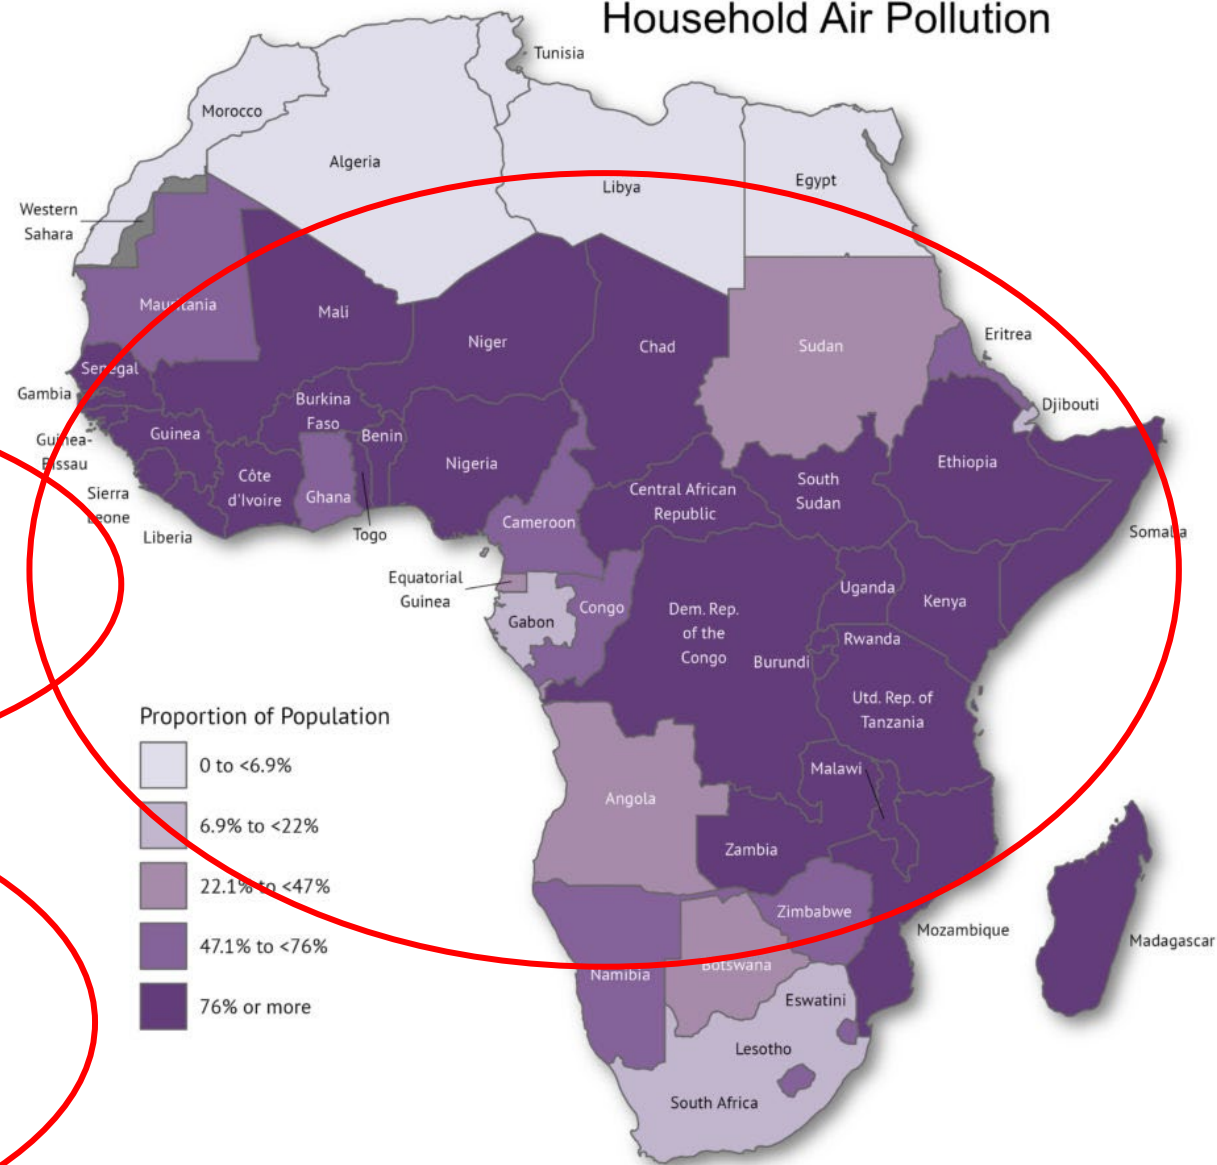 Household Air Pollution
Tunisia
Morocco
Algeria
Libya
Egypt
Western
Sahara
Mauritania
Mali
Niger
Chad
Sudan
Eritrea
Senegal
Gambia
Djibouti
Burkina
Faso
Benin
Guinea
Guinea-
Bissau
Nigeria
Ethiopia
Côte
d'Ivoire
Ghana
Central African
Republic
South
Sudan
Sierra
Leone
Cameroon
Liberia
Togo
Somalia
Equatorial
Guinea
Gabon
Congo
Dem. Rep.
of the
Congo
Uganda
Kenya
Rwanda
Burundi
Utd. Rep. of
Tanzania
Malawi
Angola
Zambia
Zimbabwe
Mozambique
Madagascar
Namibia
Botswana
Eswatini
Lesotho
South Africa
Proportion of Population
0 to <6.9%
6.9% to <22%
22.1% to <47%
47.1% to <76%
76% or more